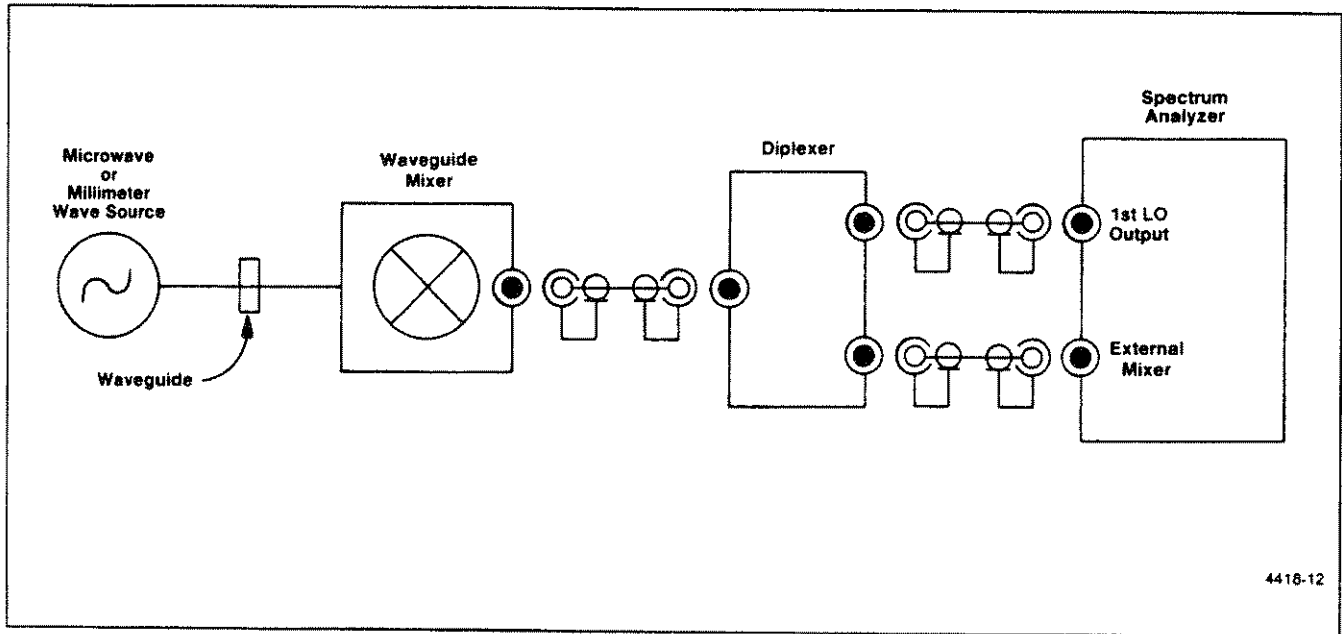 Microwave
or
Millimeter
Wave Source
Waveguide
Waveguide
Mixer
Diplexer
Spectrum
Analyzer
1st LO
Output
External
Mixer
4418-12